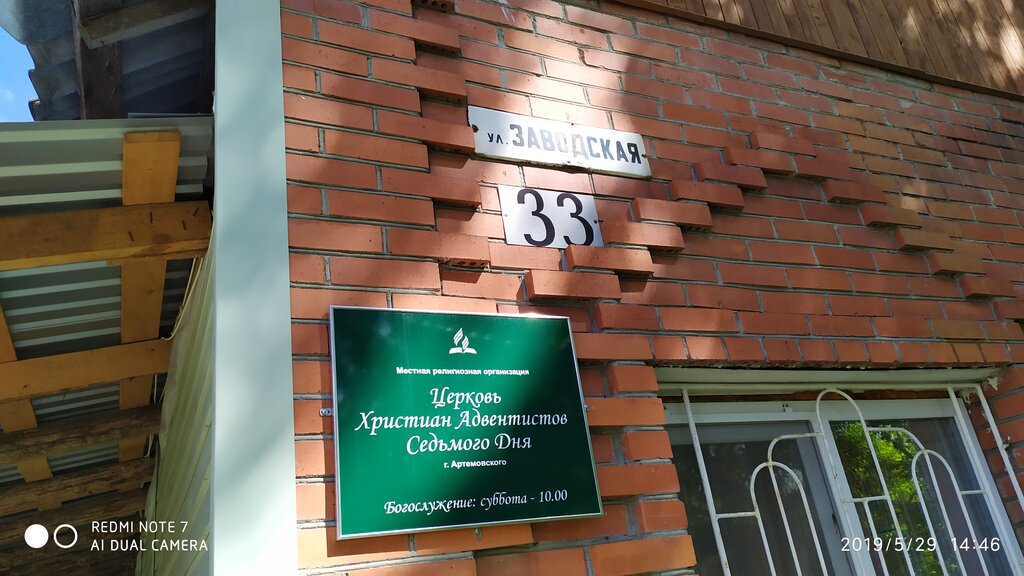 ул. ЗАВОДСКАЯ
33
Местная религиозная организация
Церковь
Христиан Адвентистов
Седьмого Дня
г. Артемовского
Богослужение: суббота - 10.00
REDMI NOTE 7
AI DUAL CAMERA
2019/5/29 14:46